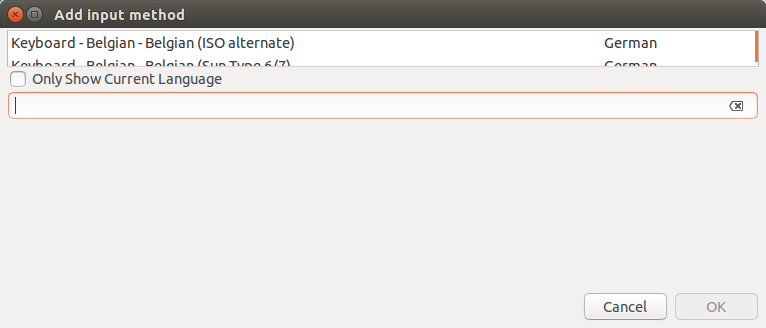 Add input method
Keyboard - Belgian - Belgian (ISO alternate) German
Keyboard - Belgian - Belgian (Sun Type 6/7) German
Only Show Current Language
Cancel OK